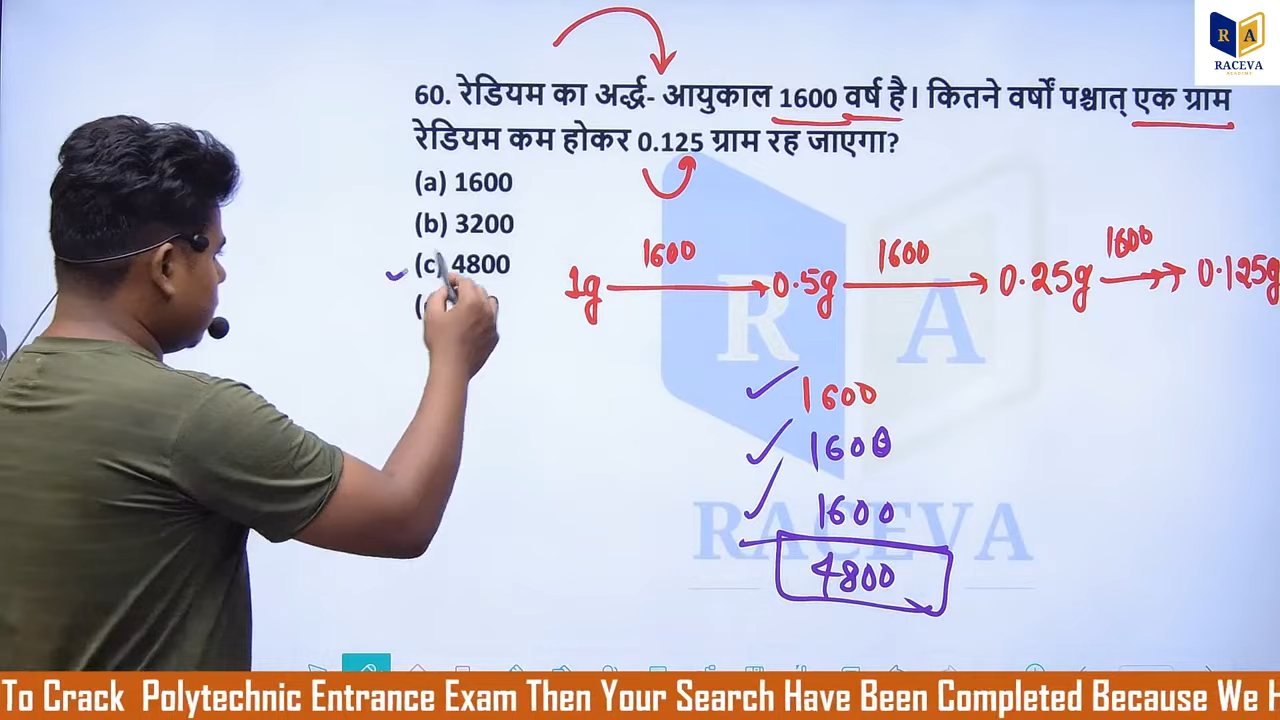 R A
RACEVA
ACADEMY
60. रेडियम का अर्द्ध- आयुकाल 1600 वर्ष है। कितने वर्षों पश्चात् एक ग्राम
रेडियम कम होकर 0.125 ग्राम रह जाएगा?
(a) 1600
(b) 3200
(c) 4800
1600 1600 1600
1g 0.5g 0.25g 0.125g
R A
1600
1600
1600
RACEVA
4800
To Crack Polytechnic Entrance Exam Then Your Search Have Been Completed Because We H